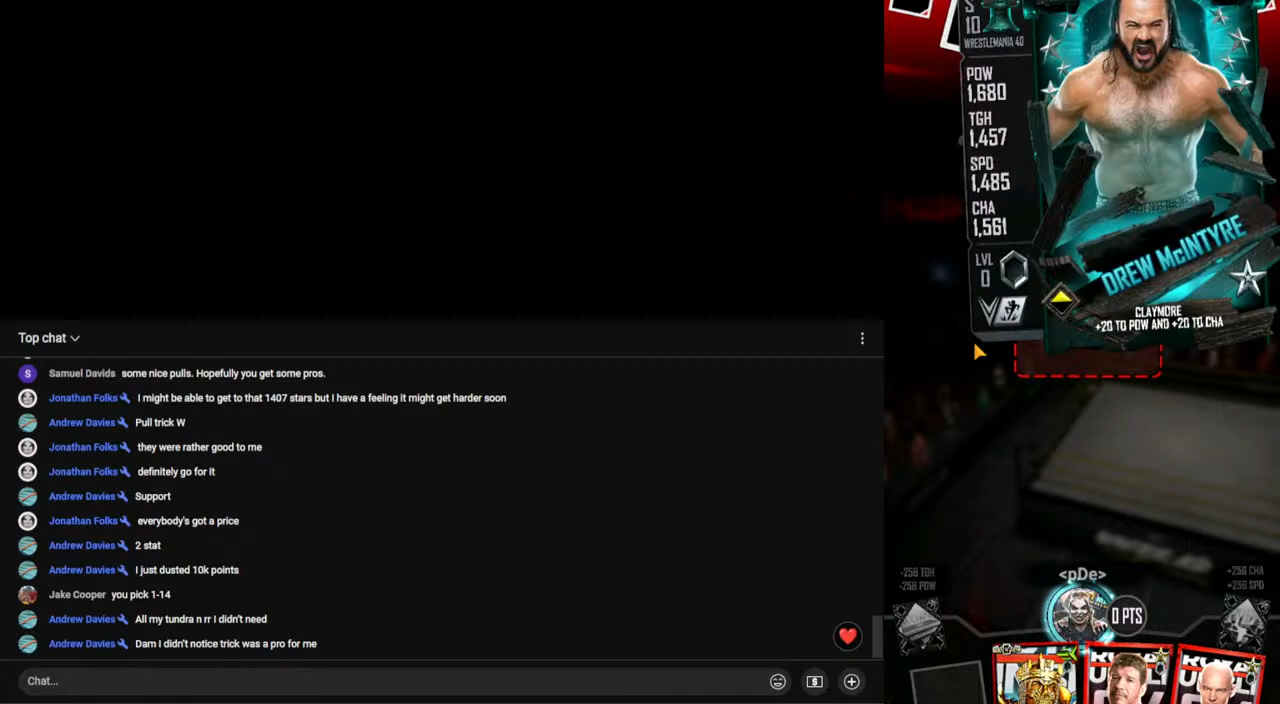 Top chat
S Samuel Davids some nice pulls. Hopefully you get some pros.
Jonathan Folks I might be able to get to that 1407 stars but I have a feeling it might get harder soon
Andrew Davies Pull trick W
Jonathan Folks they were rather good to me
Jonathan Folks definitely go for it
Andrew Davies Support
Jonathan Folks everybody's got a price
Andrew Davies 2 stat
Andrew Davies I just dusted 10k points
Jake Cooper you pick 1-14
Andrew Davies All my tundra n rr I didn't need
Andrew Davies Dam I didn't notice trick was a pro for me
Chat...
S
10
WRESTLEMANIA 40
POW
1,680
TGH
1,457
SPD
1,485
CHA
1,561
LVL
0
DREW McINTYRE
CLAYMORE
+20 TO POW AND +20 TO CHA
-258 TGH
-258 POW
<pDe>
0 PTS
+256 CHA
+256 SPD